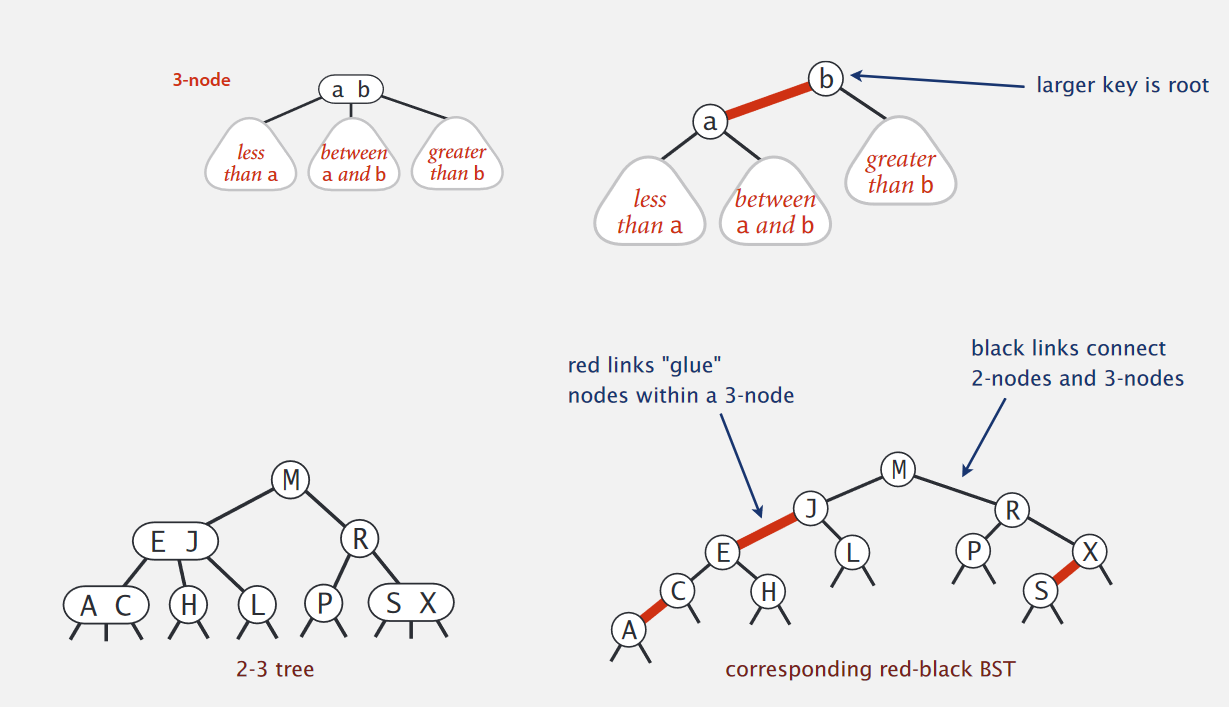 3-node
a b
less
than a
between
a and b
greater
than b
b
larger key is root
a
less
than a
between
a and b
greater
than b
red links "glue"
nodes within a 3-node
black links connect
2-nodes and 3-nodes
M
E J
R
A C
H
L
P
S X
2-3 tree
M
J
R
E
L
P
X
C
H
S
A
corresponding red-black BST